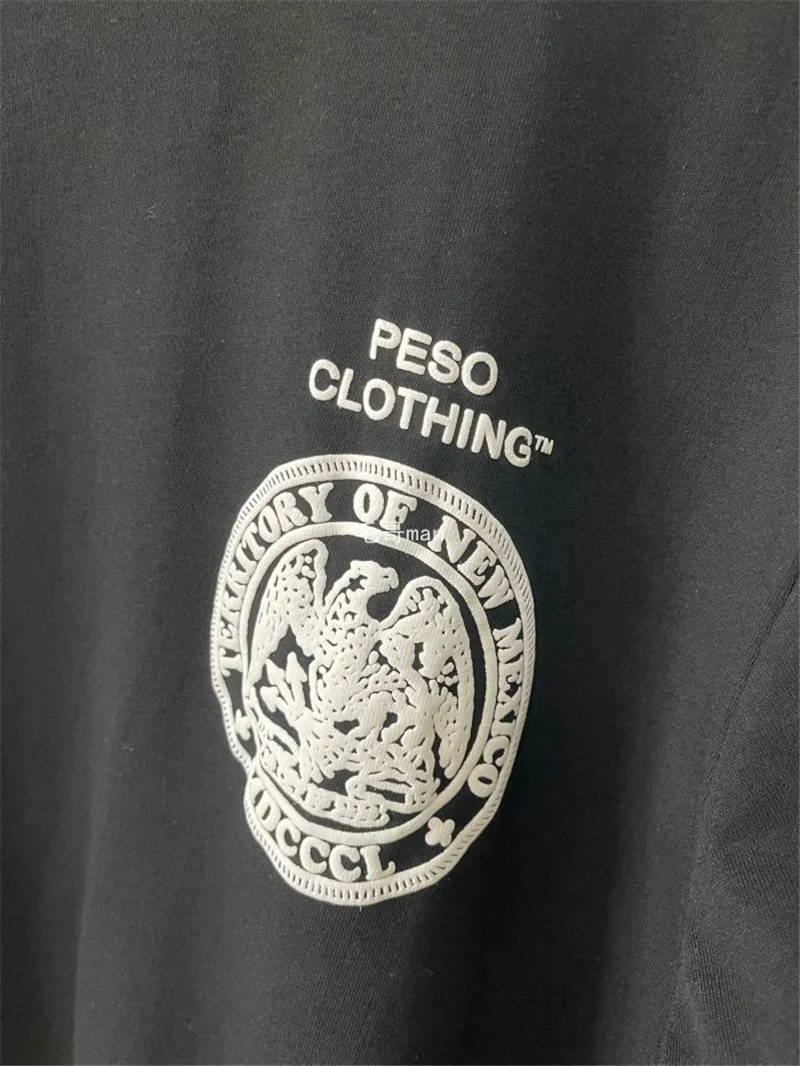 PESO
CLOTHING™
TERRITORY OF NEW MEXICO
DCCCL